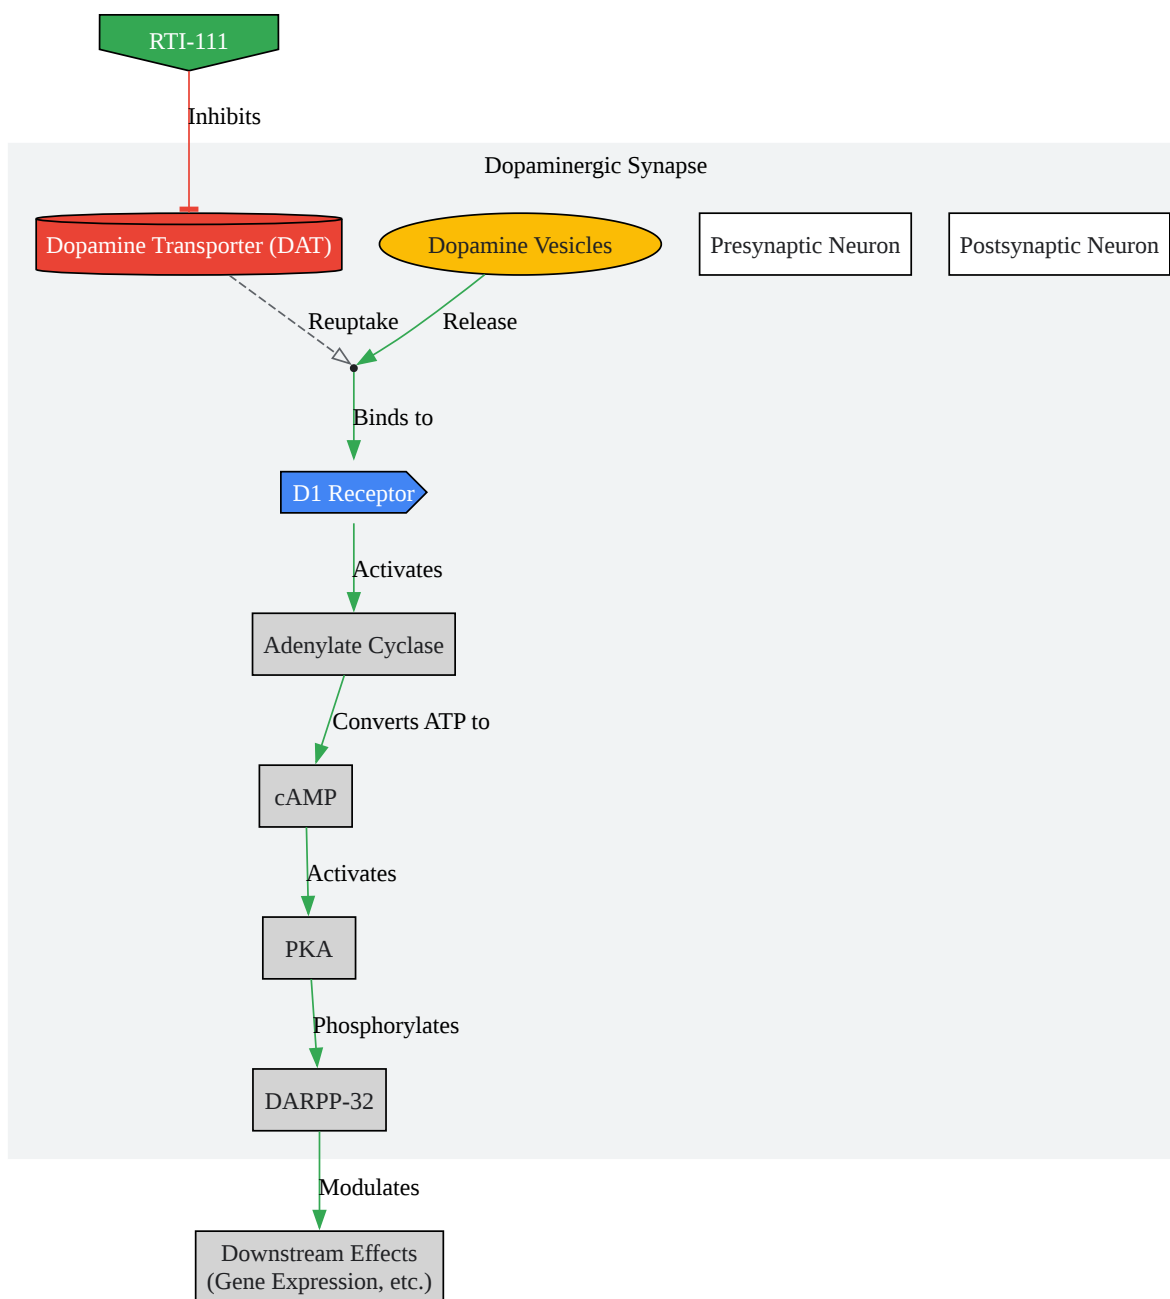 RTI-111
Inhibits
Dopaminergic Synapse
Dopamine Transporter (DAT)
Dopamine Vesicles
Presynaptic Neuron
Postsynaptic Neuron
Reuptake
Release
Binds to
D1 Receptor
Activates
Adenylate Cyclase
Converts ATP to
cAMP
Activates
PKA
Phosphorylates
DARPP-32
Modulates
Downstream Effects
(Gene Expression, etc.)